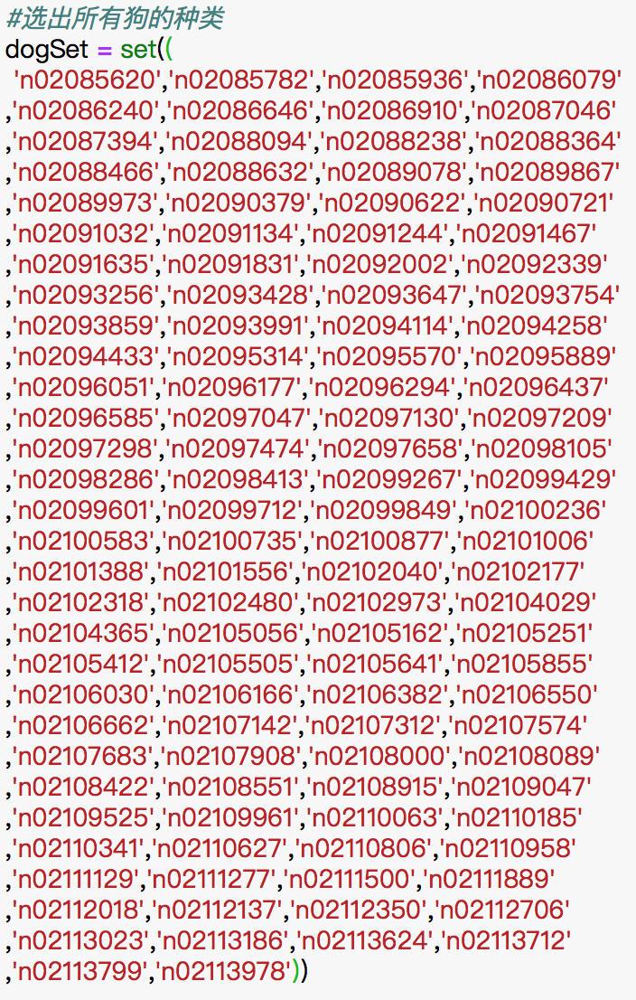 #选出所有狗的种类
dogSet = set((
'n02085620','n02085782','n02085936','n02086079'
,'n02086240','n02086646','n02086910','n02087046'
,'n02087394','n02088094','n02088238','n02088364'
,'n02088466','n02088632','n02089078','n02089867'
,'n02089973','n02090379','n02090622','n02090721'
,'n02091032','n02091134','n02091244','n02091467'
,'n02091635','n02091831','n02092002','n02092339'
,'n02093256','n02093428','n02093647','n02093754'
,'n02093859','n02093991','n02094114','n02094258'
,'n02094433','n02095314','n02095570','n02095889'
,'n02096051','n02096177','n02096294','n02096437'
,'n02096585','n02097047','n02097130','n02097209'
,'n02097298','n02097474','n02097658','n02098105'
,'n02098286','n02098413','n02099267','n02099429'
,'n02099601','n02099712','n02099849','n02100236'
,'n02100583','n02100735','n02100877','n02101006'
,'n02101388','n02101556','n02102040','n02102177'
,'n02102318','n02102480','n02102973','n02104029'
,'n02104365','n02105056','n02105162','n02105251'
,'n02105412','n02105505','n02105641','n02105855'
,'n02106030','n02106166','n02106382','n02106550'
,'n02106662','n02107142','n02107312','n02107574'
,'n02107683','n02107908','n02108000','n02108089'
,'n02108422','n02108551','n02108915','n02109047'
,'n02109525','n02109961','n02110063','n02110185'
,'n02110341','n02110627','n02110806','n02110958'
,'n02111129','n02111277','n02111500','n02111889'
,'n02112018','n02112137','n02112350','n02112706'
,'n02113023','n02113186','n02113624','n02113712'
,'n02113799','n02113978'))